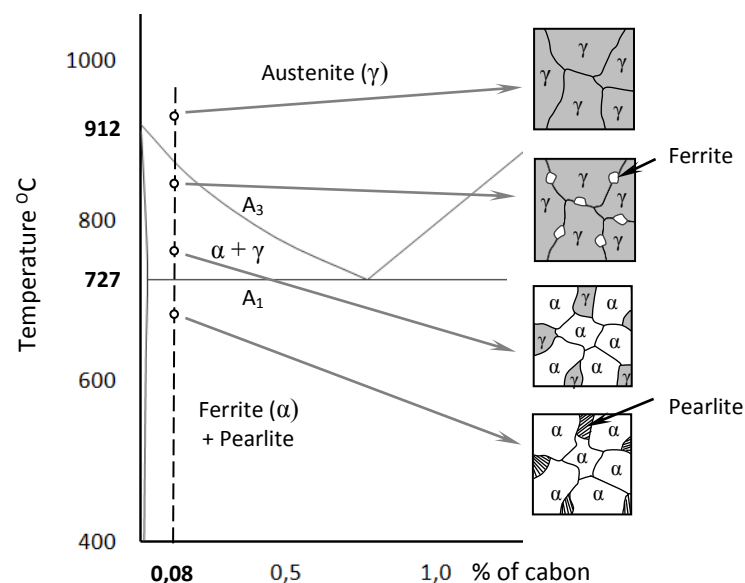 1000
Austenite (γ)
γ
γ
γ
γ
γ
912
Ferrite
γ
γ
γ
γ
γ
A3
800
α + γ
727
A1
α
γ
α
α
γ
α
α
γ
γ
Temperature ⁰C
600
Ferrite (α)
+ Pearlite
Pearlite
α
α
α
α
α
α
α
400
0,08
0,5
1,0
% of cabon